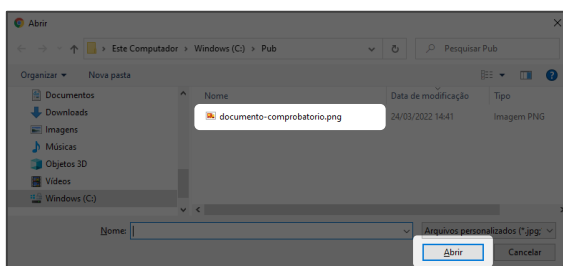 Abrir
Este Computador > Windows (C:) > Pub
Pesquisar Pub
Organizar
Nova pasta
Documentos
Downloads
Imagens
Músicas
Objetos 3D
Vídeos
Windows (C:)
Nome
Data de modificação
Tipo
documento-comprobatorio.png
24/03/2022 14:41
Imagem PNG
Nome:
Arquivos personalizados (*.jpg;
Abrir
Cancelar